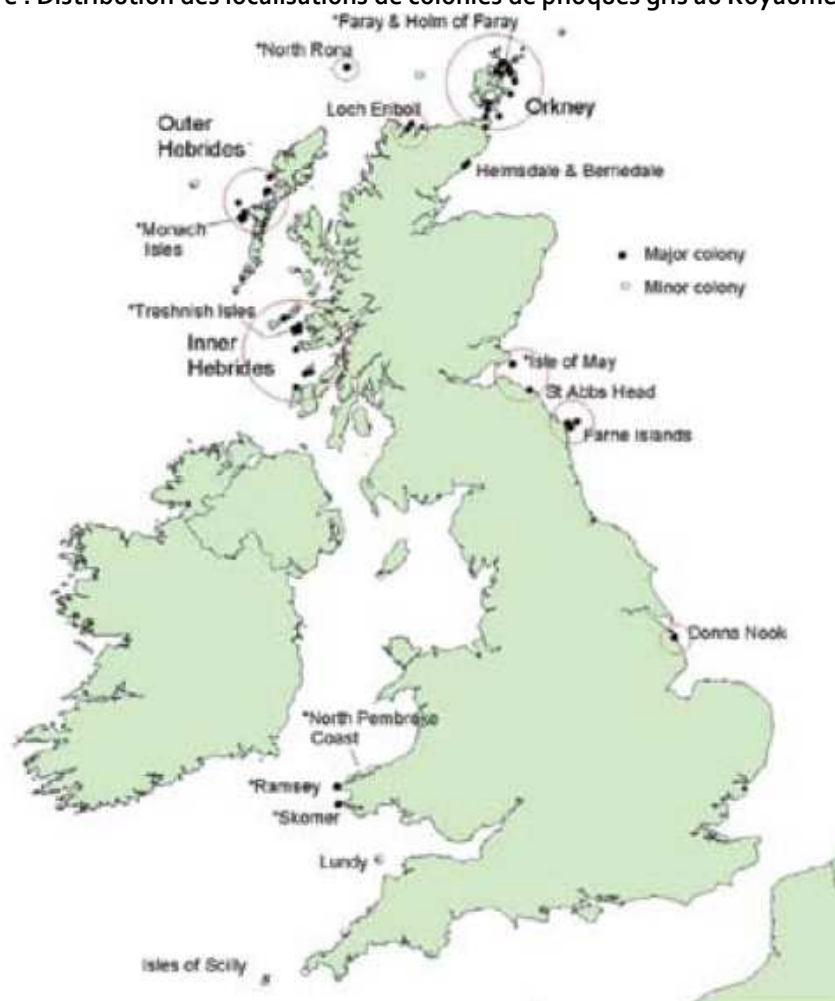 : Distribution des localisations de colonies de phoques gris au Royaume
*Faray & Holm of Faray
*North Rona
Orkney
Loch Eriboll
Outer
Hebrides
Helmsdale & Berriedale
*Monach
Isles
Major colony
Minor colony
*Treshnish Isles
Inner
Hebrides
*Isle of May
St Abbs Head
Farne Islands
Donna Nook
*North Pembroke
Coast
*Ramsey
*Skomer
Lundy
Isles of Scilly